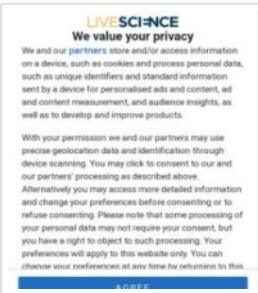 LIVESCIENCE
We value your privacy
We and our partners store and/or access information
on a device, such as cookies and process personal data,
such as unique identifiers and standard information
sent by a device for personalised ads and content, ad
and content measurement, and audience insights, as
well as to develop and improve products.
With your permission we and our partners may use
precise geolocation data and identification through
device scanning. You may click to consent to our and
our partners' processing as described above.
Alternatively you may access more detailed information
and change your preferences before consenting or to
refuse consenting. Please note that some processing of
your personal data may not require your consent, but
you have a right to object to such processing. Your
preferences will apply to this website only. You can
change your preferences at any time by returning to this
AGREE